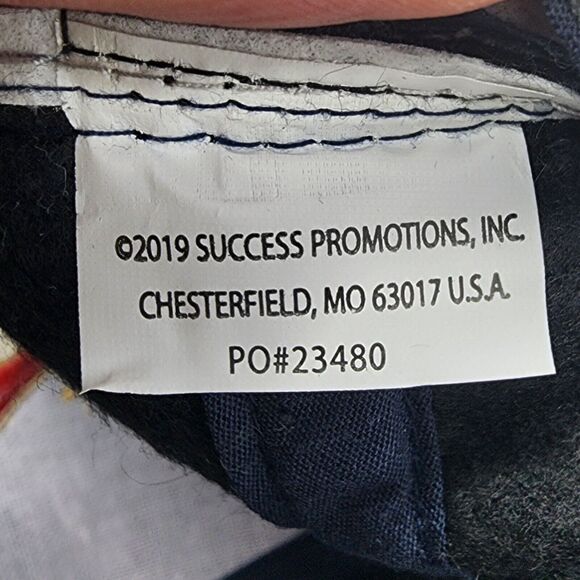 ©2019 SUCCESS PROMOTIONS, INC.
CHESTERFIELD, MO 63017 U.S.A.
PO#23480